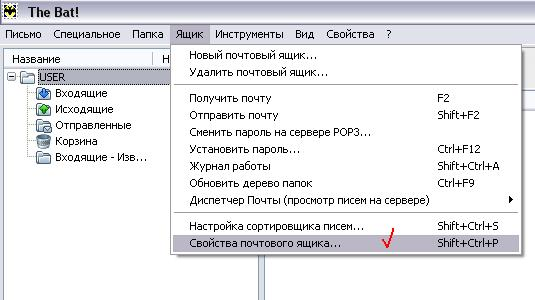 The Bat!
Письмо Специальное Папка Ящик Инструменты Вид Свойства ?
Название Н
USER
Входящие
Исходящие
Отправленные
Корзина
Входящие - Изв...
Новый почтовый ящик...
Удалить почтовый ящик...
Получить почту F2
Отправить почту Shift+F2
Сменить пароль на сервере POP3...
Установить пароль... Ctrl+F12
Журнал работы Shift+Ctrl+A
Обновить дерево папок Ctrl+F9
Диспетчер Почты (просмотр писем на сервере)
Настройка сортировщика писем... Shift+Ctrl+S
Свойства почтового ящика... Shift+Ctrl+P